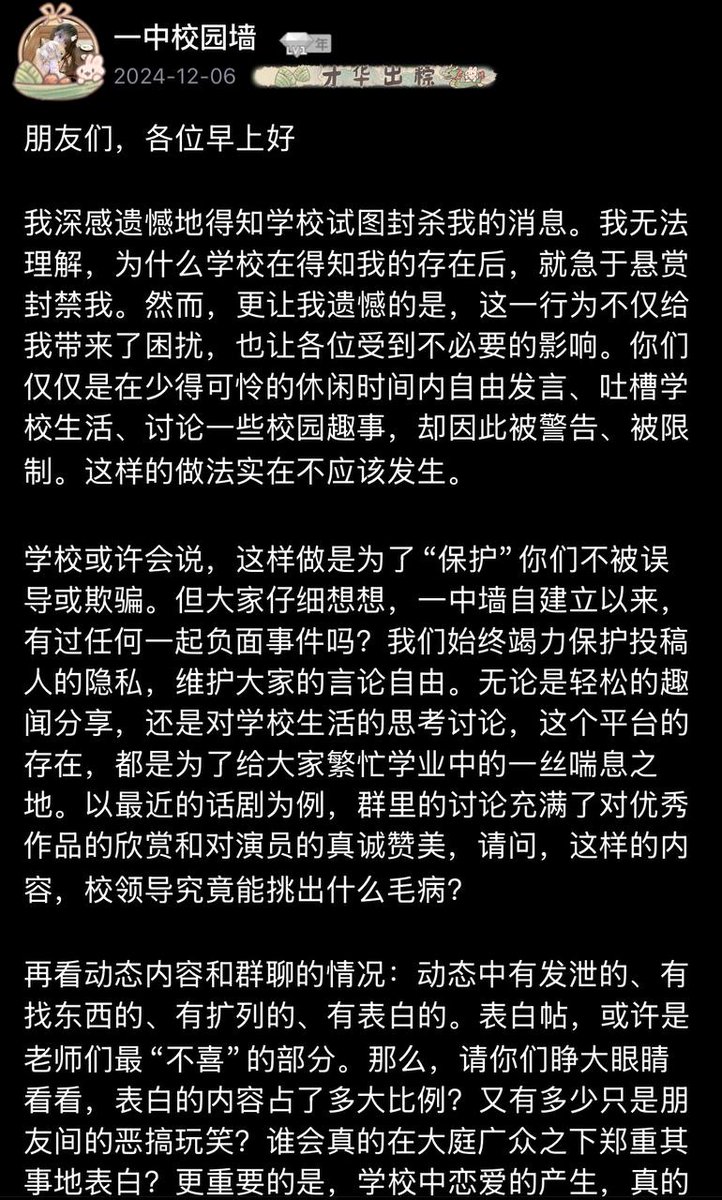 一中校园墙
LV1年
2024-12-06
才华出粽
朋友们，各位早上好
我深感遗憾地得知学校试图封杀我的消息。我无法
理解，为什么学校在得知我的存在后，就急于悬赏
封禁我。然而，更让我遗憾的是，这一行为不仅给
我带来了困扰，也让各位受到不必要的影响。你们
仅仅是在少得可怜的休闲时间内自由发言、吐槽学
校生活、讨论一些校园趣事，却因此被警告、被限
制。这样的做法实在不应该发生。
学校或许会说，这样做是为了“保护”你们不被误
导或欺骗。但大家仔细想想，一中墙自建立以来，
有过任何一起负面事件吗？我们始终竭力保护投稿
人的隐私，维护大家的言论自由。无论是轻松的趣
闻分享，还是对学校生活的思考讨论，这个平台的
存在，都是为了给大家繁忙学业中的一丝喘息之
地。以最近的话剧为例，群里的讨论充满了对优秀
作品的欣赏和对演员的真诚赞美，请问，这样的内
容，校领导究竟能挑出什么毛病？
再看动态内容和群聊的情况：动态中有发泄的、有
找东西的、有扩列的、有表白的。表白帖，或许是
老师们最“不喜”的部分。那么，请你们睁大眼睛
看看，表白的内容占了多大比例？又有多少只是朋
友间的恶搞玩笑？谁会真的在大庭广众之下郑重其
事地表白？更重要的是，学校中恋爱的产生，真的